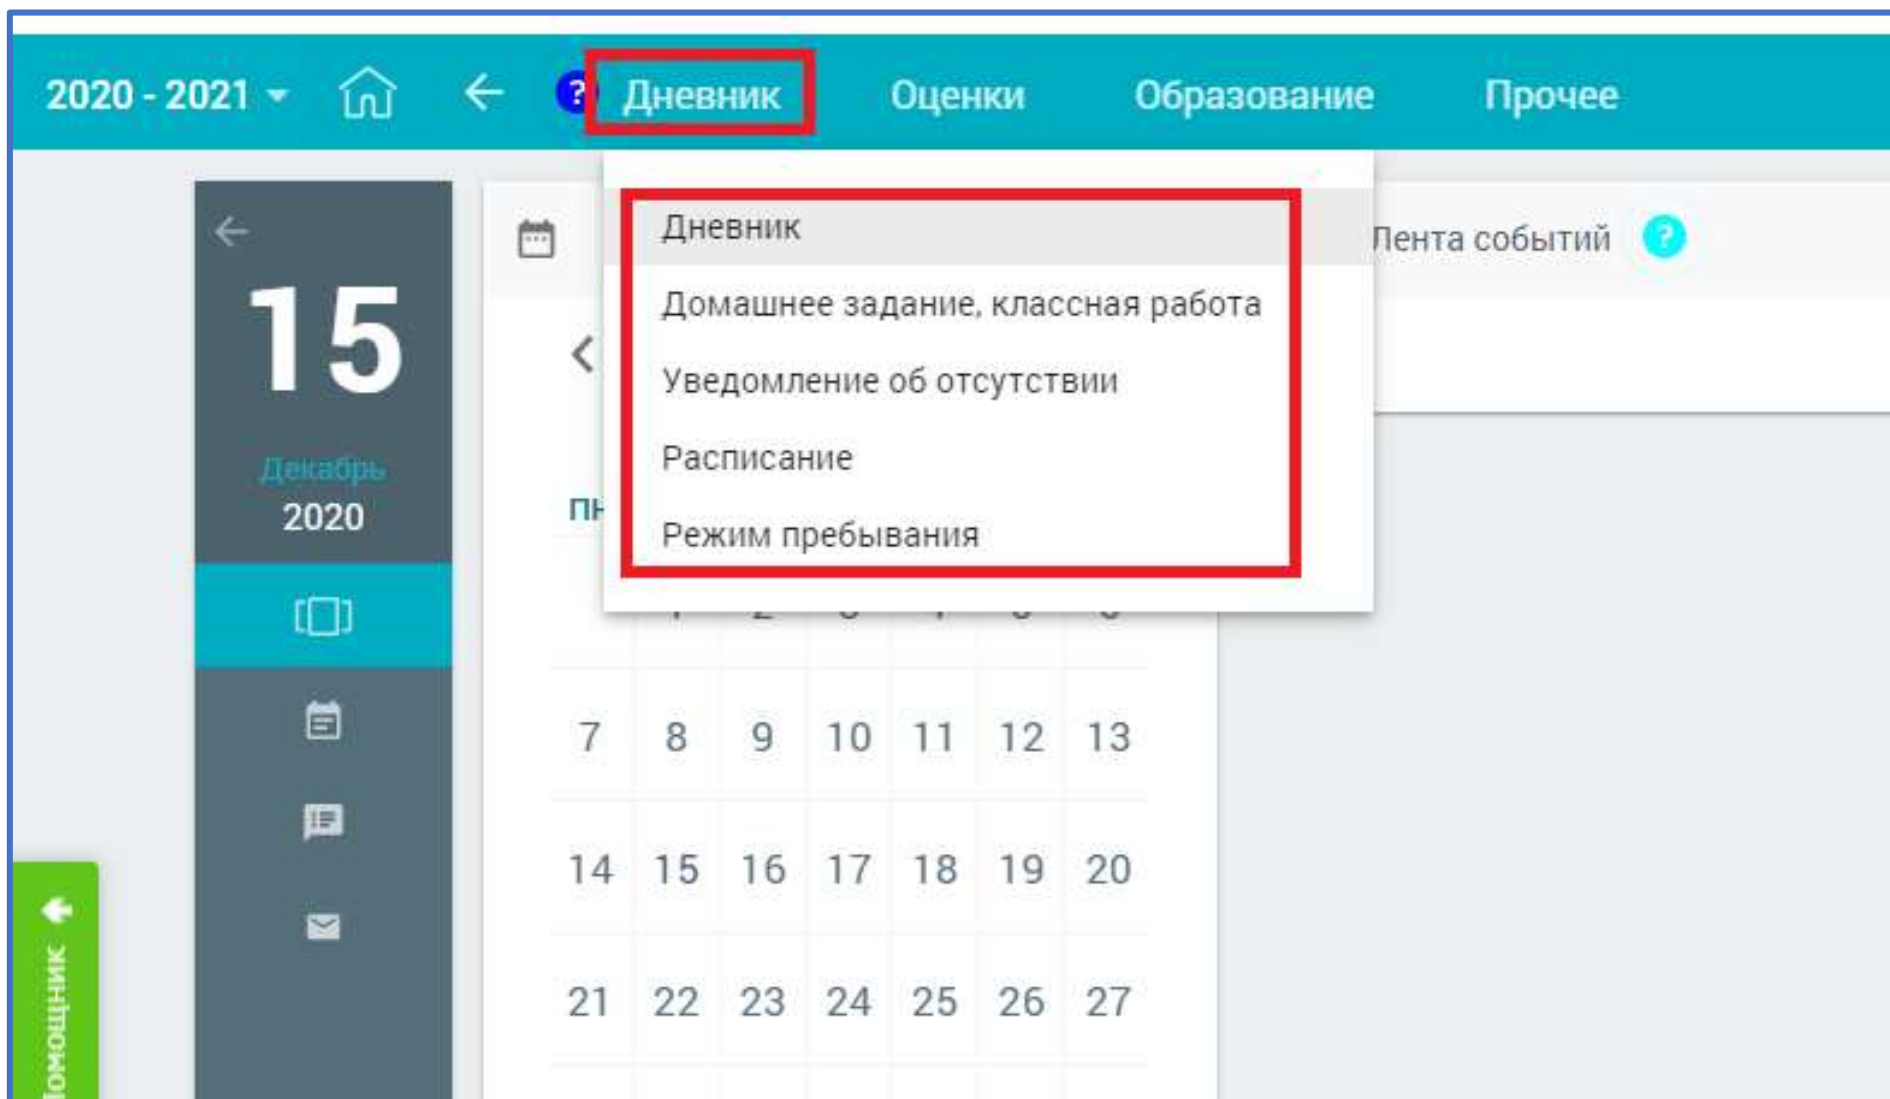 2020 - 2021 ? Дневник Оценки Образование Прочее
15
Декабрь
2020
Дневник
Домашнее задание, классная работа
Уведомление об отсутствии
Расписание
Режим пребывания
Лента событий ?
7 8 9 10 11 12 13
14 15 16 17 18 19 20
21 22 23 24 25 26 27